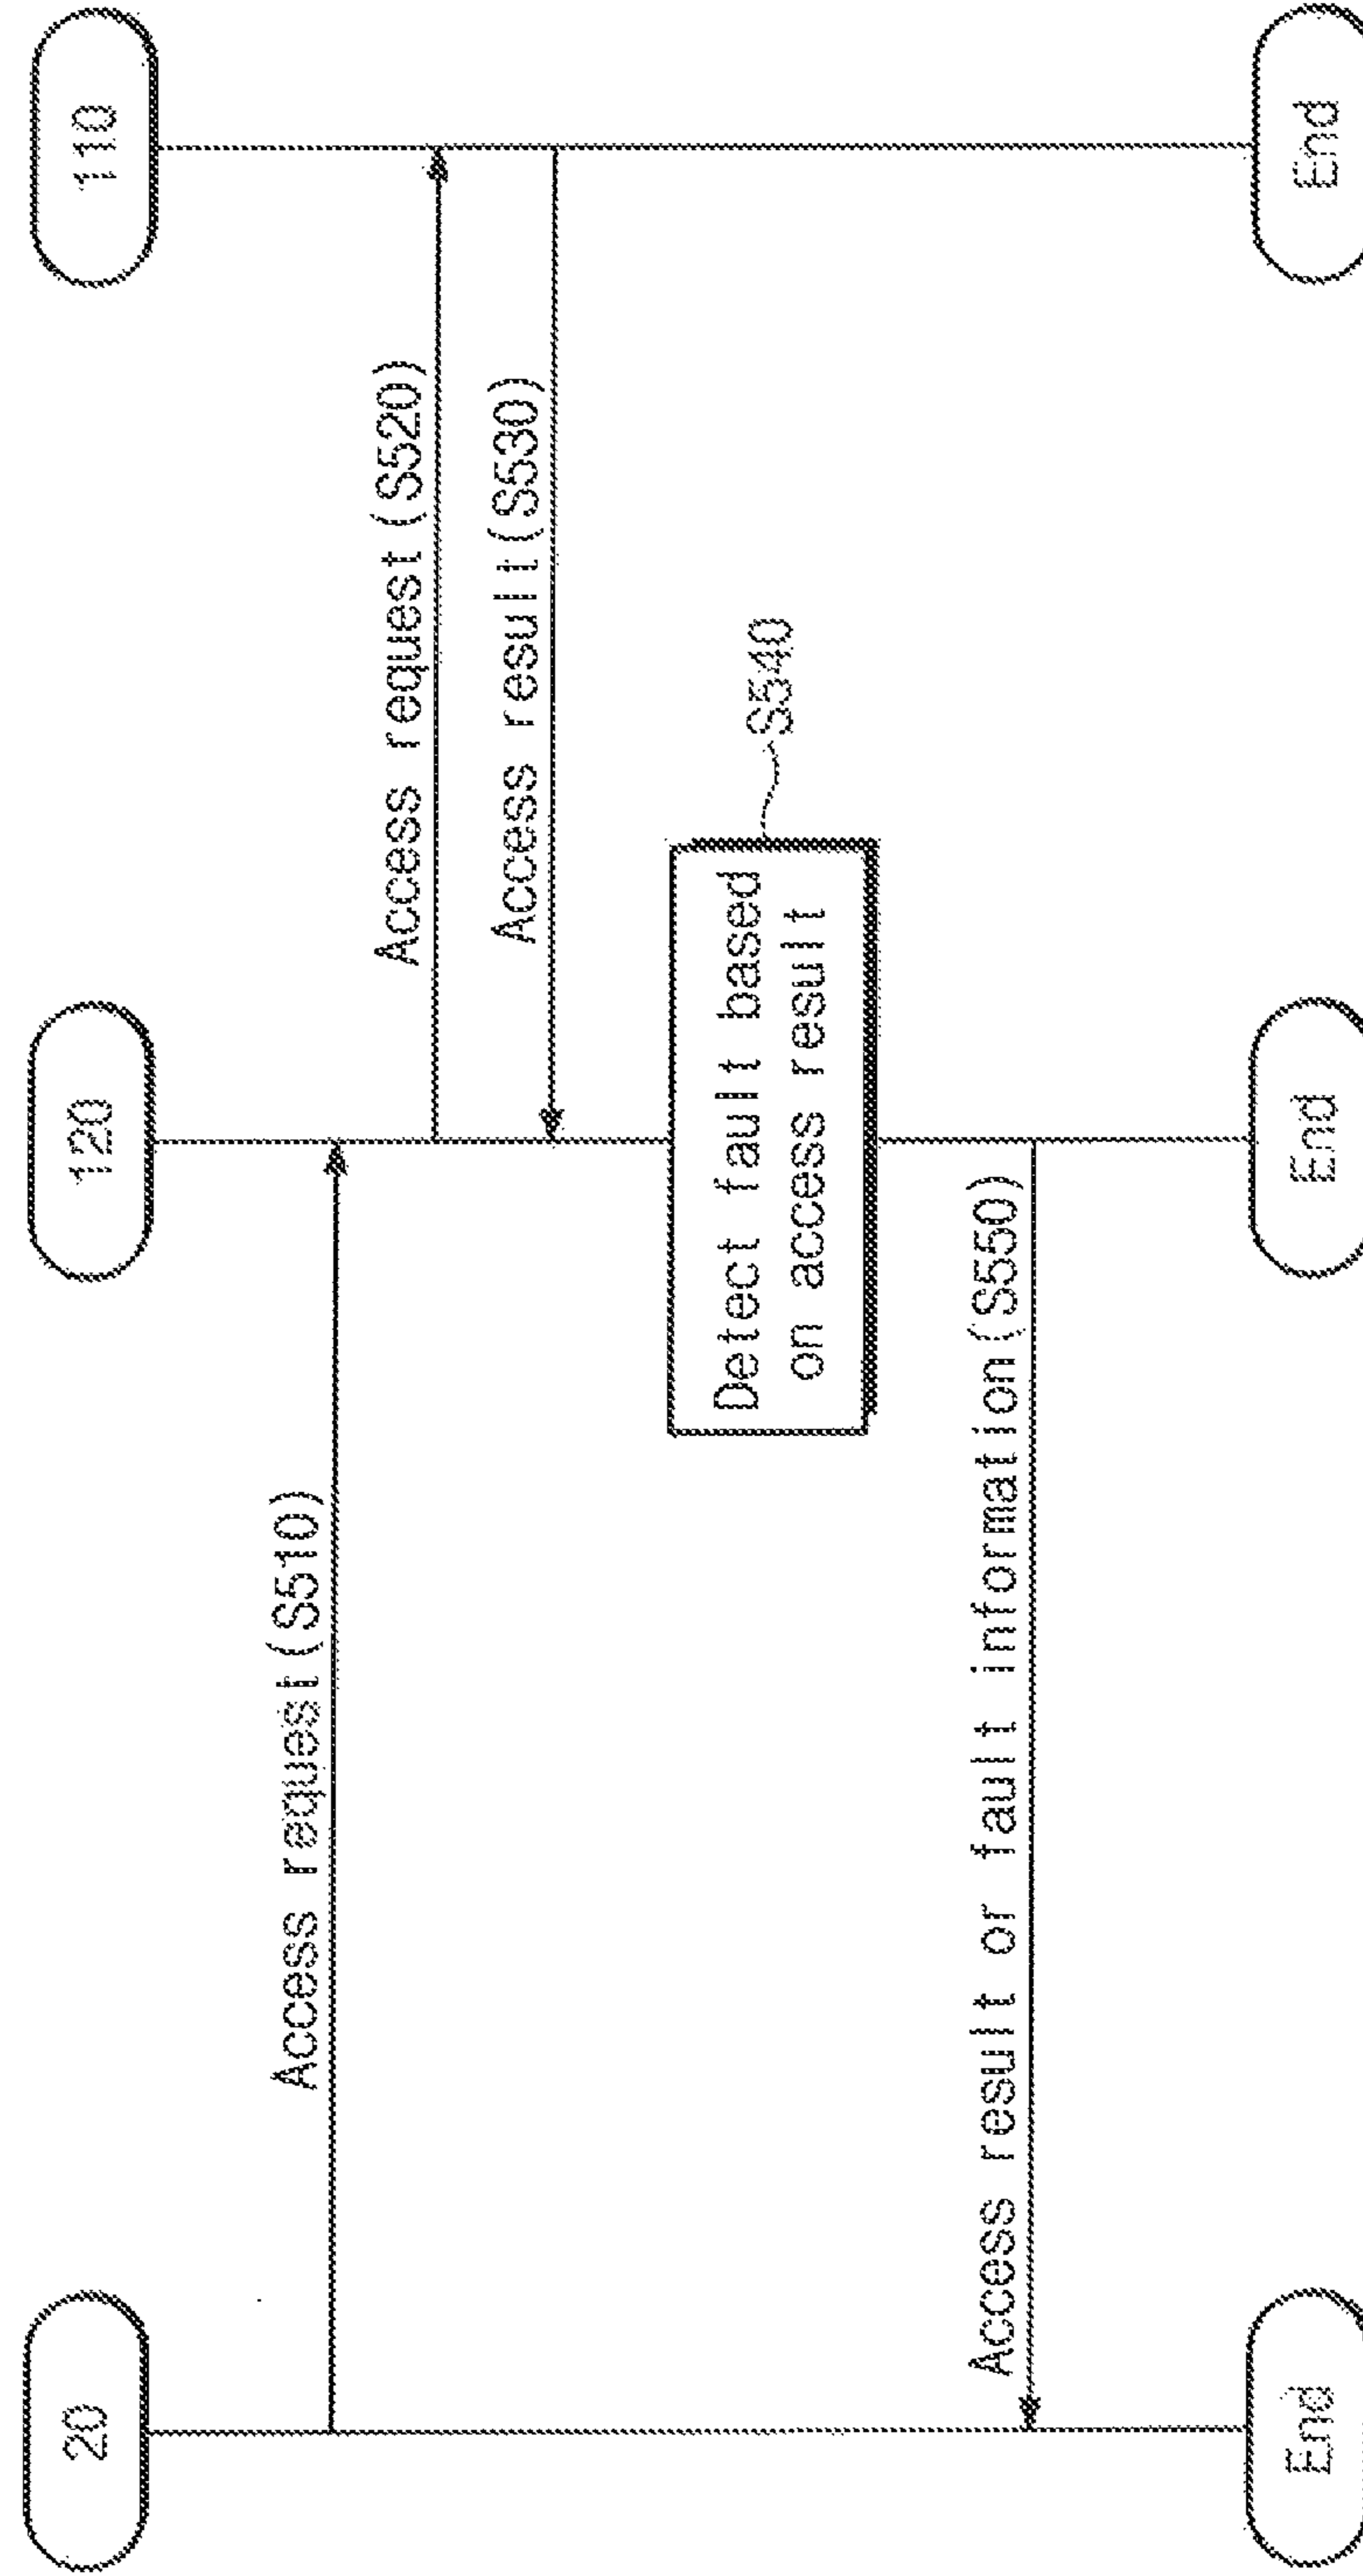 20
120
110
Access request(S510)
Access request(S520)
Access result(S530)
Detect fault based
on access result
S540
Access result or fault information(S550)
End
End
End